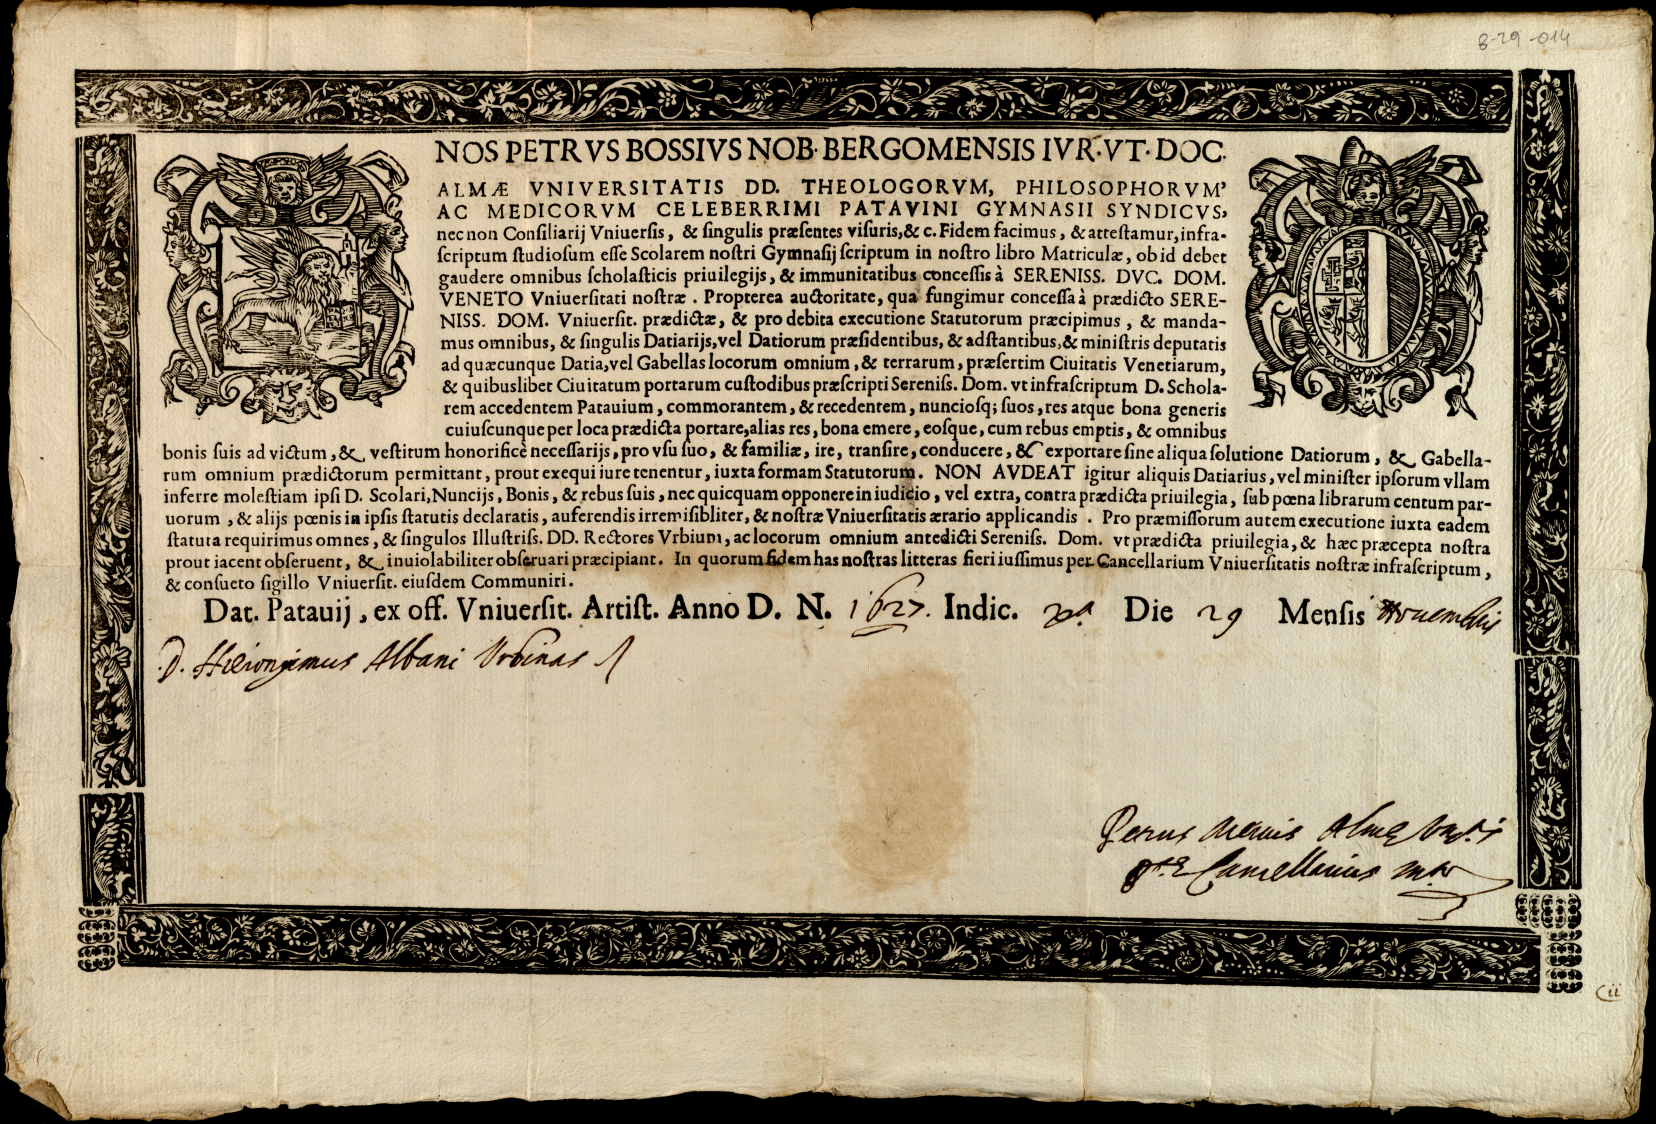 8-29-014
NOS PETRVS BOSSIVS NOB· BERGOMENSIS IVR·VT·DOC·
ALMÆ VNIVERSITATIS DD. THEOLOGORVM, PHILOSOPHORVM,
AC MEDICORVM CELEBERRIMI PATAVINI GYMNASII SYNDICVS,
nec non Conſiliarij Vniuerſis, & ſingulis præſentes viſuris,& c. Fidem facimus, & atteſtamur, infra-
ſcriptum ſtudioſum eſſe Scolarem noſtri Gymnaſij ſcriptum in noſtro libro Matriculæ, ob id debet
gaudere omnibus ſcholaſticis priuilegijs, & immunitatibus conceſſis à SERENISS. DVC. DOM.
VENETO Vniuerſitati noſtræ. Propterea auctoritate, qua fungimur conceſſa à prædicto SERE-
NISS. DOM. Vniuerſit. prædictæ, & pro debita executione Statutorum præcipimus, & manda-
mus omnibus, & ſingulis Datiarijs, vel Datiorum præſidentibus, & adſtantibus, & miniſtris deputatis
ad quæcunque Datia, vel Gabellas locorum omnium, & terrarum, præſertim Ciuitatis Venetiarum,
& quibuslibet Ciuitatum portarum cuſtodibus præſcripti Sereniſs. Dom. vt infraſcriptum D. Schola-
rem accedentem Patauium, commorantem, & recedentem, nuncioſq; ſuos, res atque bona generis
cuiuſcunque per loca prædicta portare, alias res, bona emere, eoſque, cum rebus emptis, & omnibus
bonis ſuis ad victum, & veſtitum honorificè neceſſarijs, pro vſu ſuo, & familiæ, ire, tranſire, conducere, & exportare ſine aliqua ſolutione Datiorum, & Gabella-
rum omnium prædictorum permittant, prout exequi iure tenentur, iuxta formam Statutorum. NON AVDEAT igitur aliquis Datiarius, vel miniſter ipſorum vllam
inferre moleſtiam ipſi D. Scolari, Nuncijs, Bonis, & rebus ſuis, nec quicquam opponere in iudicio, vel extra, contra prædicta priuilegia, ſub pœna librarum centum par-
uorum, & alijs pœnis in ipſis ſtatutis declaratis, auferendis irremiſibliter, & noſtræ Vniuerſitatis ærario applicandis. Pro præmiſſorum autem executione iuxta eadem
ſtatuta requirimus omnes, & ſingulos Illuſtriſs. DD. Rectores Vrbium, ac locorum omnium antedicti Sereniſs. Dom. vt prædicta priuilegia, & hæc præcepta noſtra
prout iacent obſeruent, & inuiolabiliter obſeruari præcipiant. In quorum fidem has noſtras litteras fieri iuſſimus per Cancellarium Vniuerſitatis noſtræ infraſcriptum,
& conſueto ſigillo Vniuerſit. eiuſdem Communiri.
Dat. Patauij, ex off. Vniuerſit. Artiſt. Anno D. N. 1627. Indic. Xª Die 29 Menſis Nouembris
D. Hieronimus Albani Vrbinas
Petrus Almę
Cancellarius